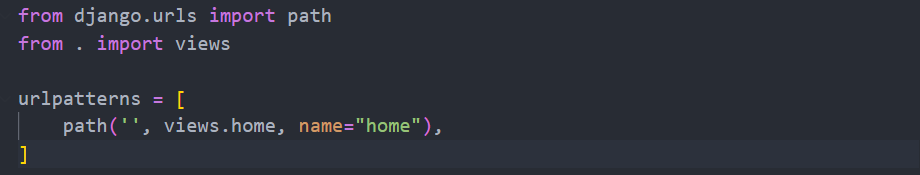 from django.urls import path
from . import views

urlpatterns = [
    path('', views.home, name="home"),
]